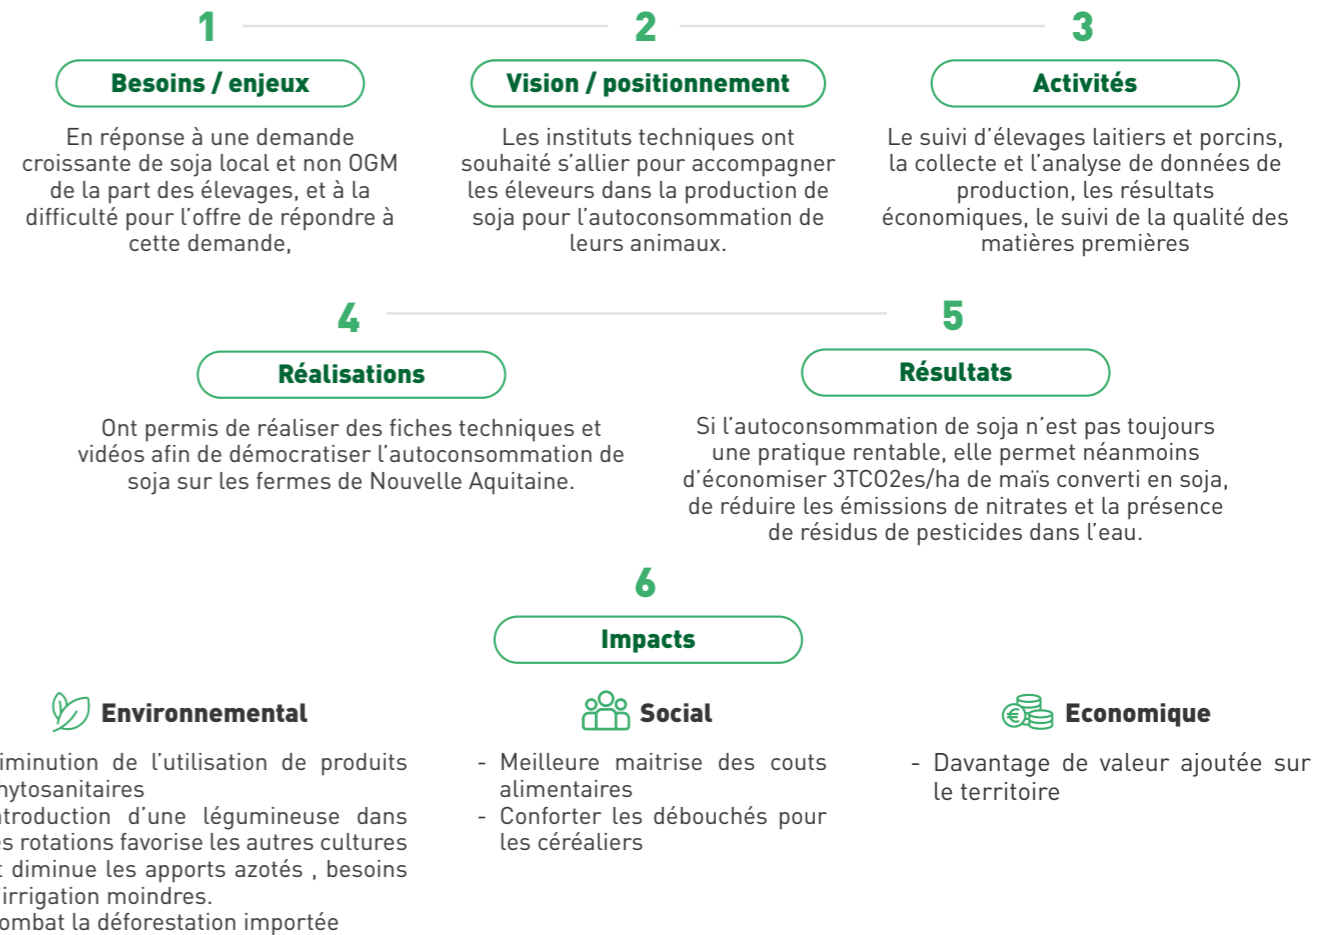 1
2
3
Besoins / enjeux
Vision / positionnement
Activités
En réponse à une demande
croissante de soja local et non OGM
de la part des élevages, et à la
difficulté pour l’offre de répondre à
cette demande,
Les instituts techniques ont
souhaité s’allier pour accompagner
les éleveurs dans la production de
soja pour l’autoconsommation de
leurs animaux.
Le suivi d’élevages laitiers et porcins,
la collecte et l’analyse de données de
production, les résultats
économiques, le suivi de la qualité des
matières premières
4
5
Réalisations
Résultats
Ont permis de réaliser des fiches techniques et
vidéos afin de démocratiser l’autoconsommation de
soja sur les fermes de Nouvelle Aquitaine.
Si l’autoconsommation de soja n’est pas toujours
une pratique rentable, elle permet néanmoins
d’économiser 3TCO2es/ha de maïs converti en soja,
de réduire les émissions de nitrates et la présence
de résidus de pesticides dans l’eau.
6
Impacts
Environnemental
iminution de l’utilisation de produits
hytosanitaires
ntroduction d’une légumineuse dans
es rotations favorise les autres cultures
t diminue les apports azotés , besoins
’irrigation moindres.
ombat la déforestation importée
Social
- Meilleure maitrise des couts
alimentaires
- Conforter les débouchés pour
les céréaliers
Economique
- Davantage de valeur ajoutée sur
le territoire